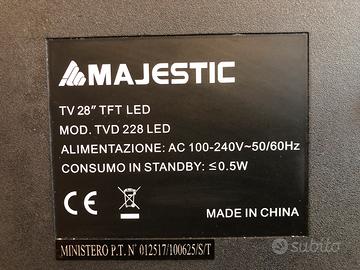 MAJESTIC
TV 28" TFT LED
MOD. TVD 228 LED
ALIMENTAZIONE: AC 100-240V~50/60Hz
CONSUMO IN STANDBY: ≤0.5W
CE
MADE IN CHINA
MINISTERO P.T. N° 012517/100625/S/T
subito